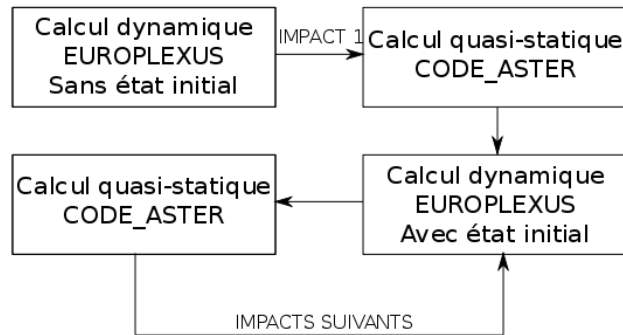 Calcul dynamique
EUROPLEXUS
Sans état initial
IMPACT 1
Calcul quasi-statique
CODE_ASTER
Calcul quasi-statique
CODE_ASTER
Calcul dynamique
EUROPLEXUS
Avec état initial
IMPACTS SUIVANTS